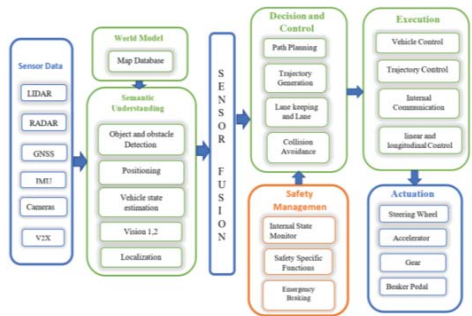 Sensor Data
LIDAR
RADAR
GNSS
IMU
Cameras
V2X
World Model
Map Database
Semantic
Understanding
Object and obstacle
Detection
Positioning
Vehicle state
estimation
Vision 1,2
Localization
SENSOR
FUSION
Decision and
Control
Path Planning
Trajectory
Generation
Lane keeping
and Lane
Collision
Avoidance
Safety
Managemen
Internal State
Monitor
Safety Specific
Functions
Emergency
Braking
Execution
Vehicle Control
Trajectory Control
Internal
Communication
linear and
longitudinal Control
Actuation
Steering Wheel
Accelerator
Gear
Beaker Pedal